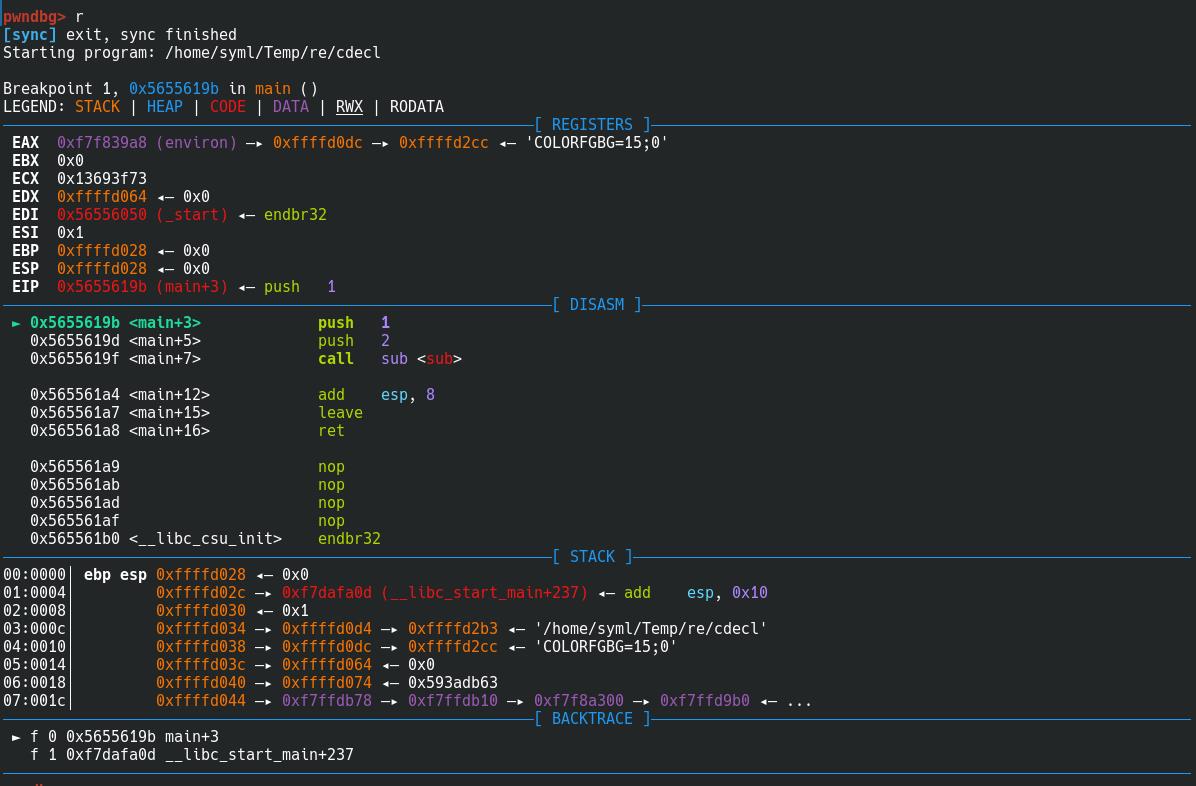 pwndbg> r
[sync] exit, sync finished
Starting program: /home/syml/Temp/re/cdecl
Breakpoint 1, 0x5655619b in main ()
LEGEND: STACK | HEAP | CODE | DATA | RWX | RODATA
[ REGISTERS ]
EAX 0xf7f839a8 (environ) —▸ 0xffffd0dc —▸ 0xffffd2cc ◂— 'COLORFGBG=15;0'
EBX 0x0
ECX 0x13693f73
EDX 0xffffd064 ◂— 0x0
EDI 0x56556050 (_start) ◂— endbr32
ESI 0x1
EBP 0xffffd028 ◂— 0x0
ESP 0xffffd028 ◂— 0x0
EIP 0x5655619b (main+3) ◂— push 1
[ DISASM ]
► 0x5655619b <main+3> push 1
0x5655619d <main+5> push 2
0x5655619f <main+7> call sub <sub>
0x565561a4 <main+12> add esp, 8
0x565561a7 <main+15> leave
0x565561a8 <main+16> ret
0x565561a9 nop
0x565561ab nop
0x565561ad nop
0x565561af nop
0x565561b0 <__libc_csu_init> endbr32
[ STACK ]
00:0000│ ebp esp 0xffffd028 ◂— 0x0
01:0004│ 0xffffd02c —▸ 0xf7dafa0d (__libc_start_main+237) ◂— add esp, 0x10
02:0008│ 0xffffd030 ◂— 0x1
03:000c│ 0xffffd034 —▸ 0xffffd0d4 —▸ 0xffffd2b3 ◂— '/home/syml/Temp/re/cdecl'
04:0010│ 0xffffd038 —▸ 0xffffd0dc —▸ 0xffffd2cc ◂— 'COLORFGBG=15;0'
05:0014│ 0xffffd03c —▸ 0xffffd064 ◂— 0x0
06:0018│ 0xffffd040 —▸ 0xffffd074 ◂— 0x593adb63
07:001c│ 0xffffd044 —▸ 0xf7ffdb78 —▸ 0xf7ffdb10 —▸ 0xf7f8a300 —▸ 0xf7ffd9b0 ◂— ...
[ BACKTRACE ]
► f 0 0x5655619b main+3
f 1 0xf7dafa0d __libc_start_main+237